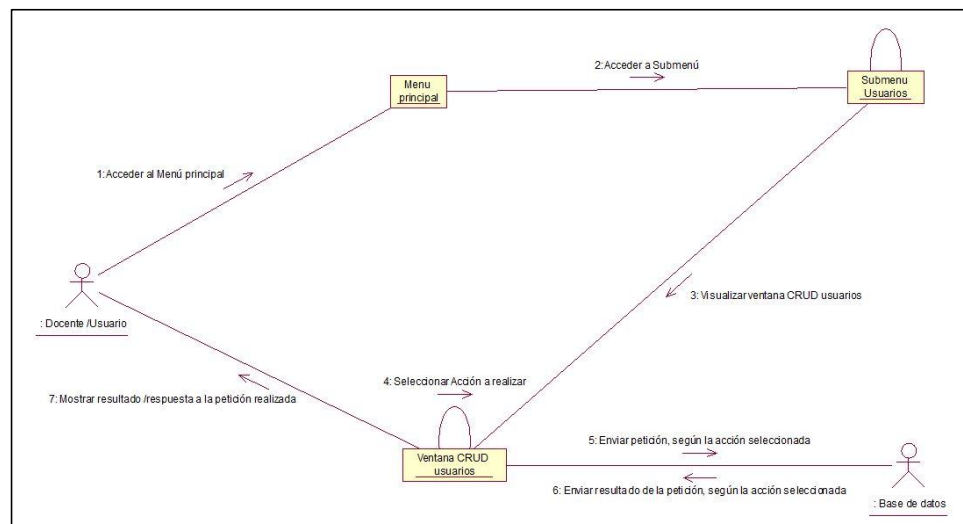 2: Acceder a Submenú
Menu
principal
Submenu
Usuarios
1: Acceder al Menú principal
3: Visualizar ventana CRUD usuarios
: Docente /Usuario
4: Seleccionar Acción a realizar
7: Mostrar resultado /respuesta a la petición realizada
5: Enviar petición, según la acción seleccionada
Ventana CRUD
usuarios
6: Enviar resultado de la petición, según la acción seleccionada
: Base de datos